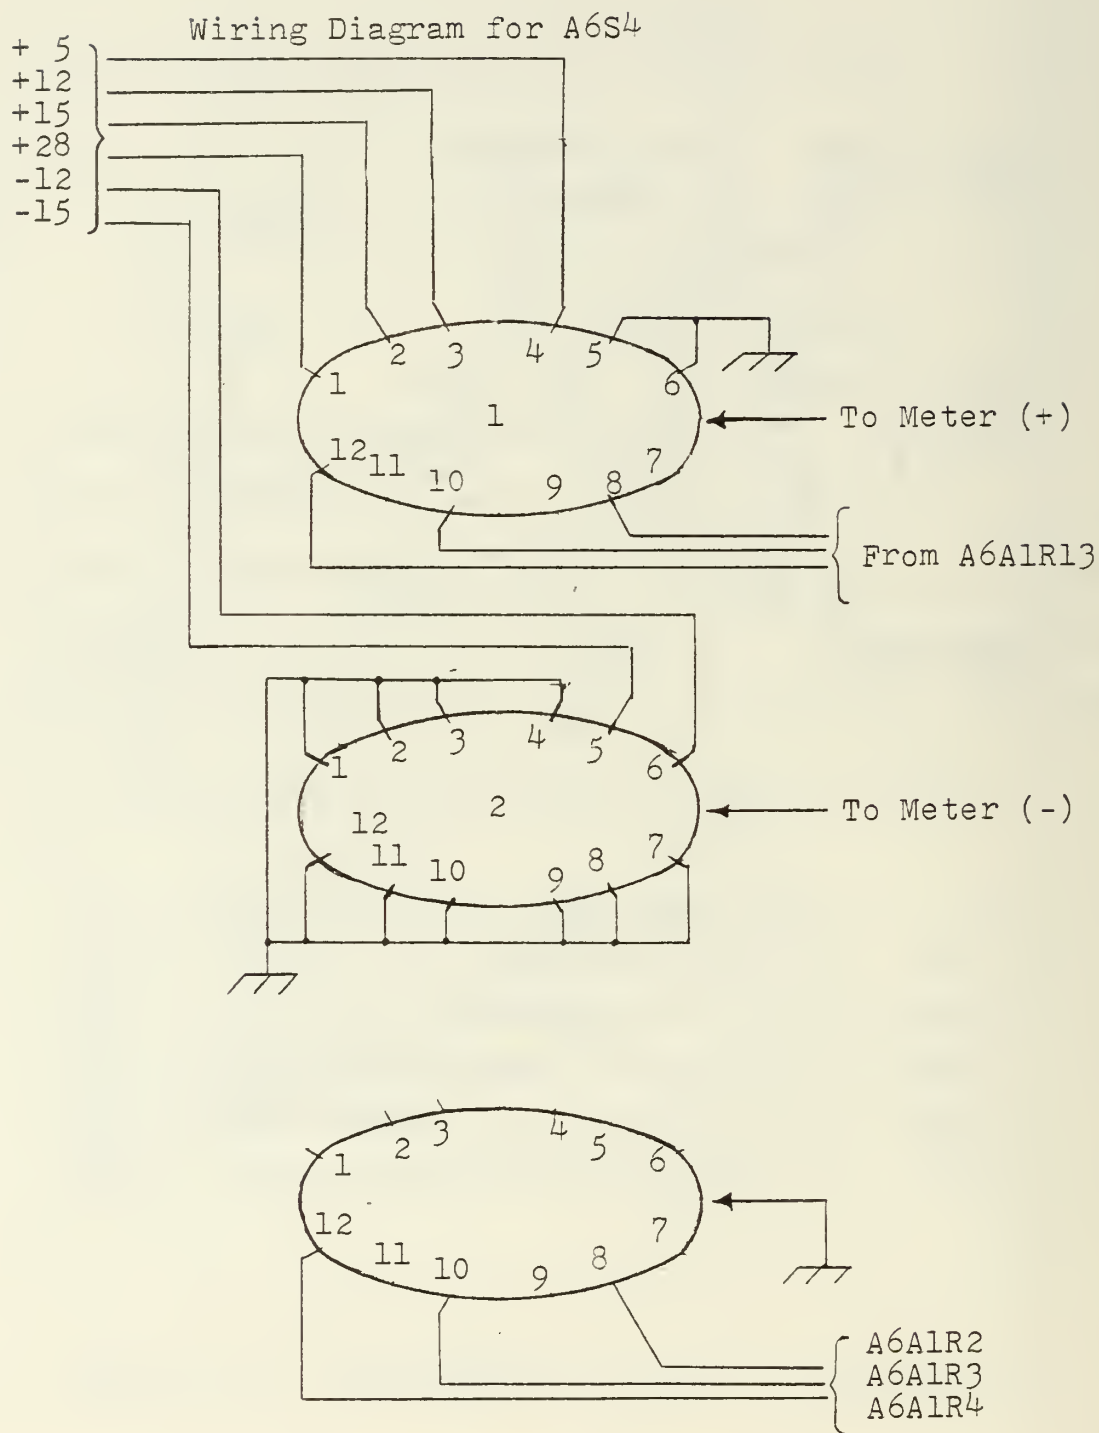 Wiring Diagram for A6S4
+ 5
+12
+15
+28
-12
-15
1 2 3 4 5 6
1
12 11 10 9 8 7
To Meter (+)
From A6A1R13
1 2 3 4 5 6
2
12 11 10 9 8 7
To Meter (-)
1 2 3 4 5 6
12 11 10 9 8 7
A6A1R2
A6A1R3
A6A1R4